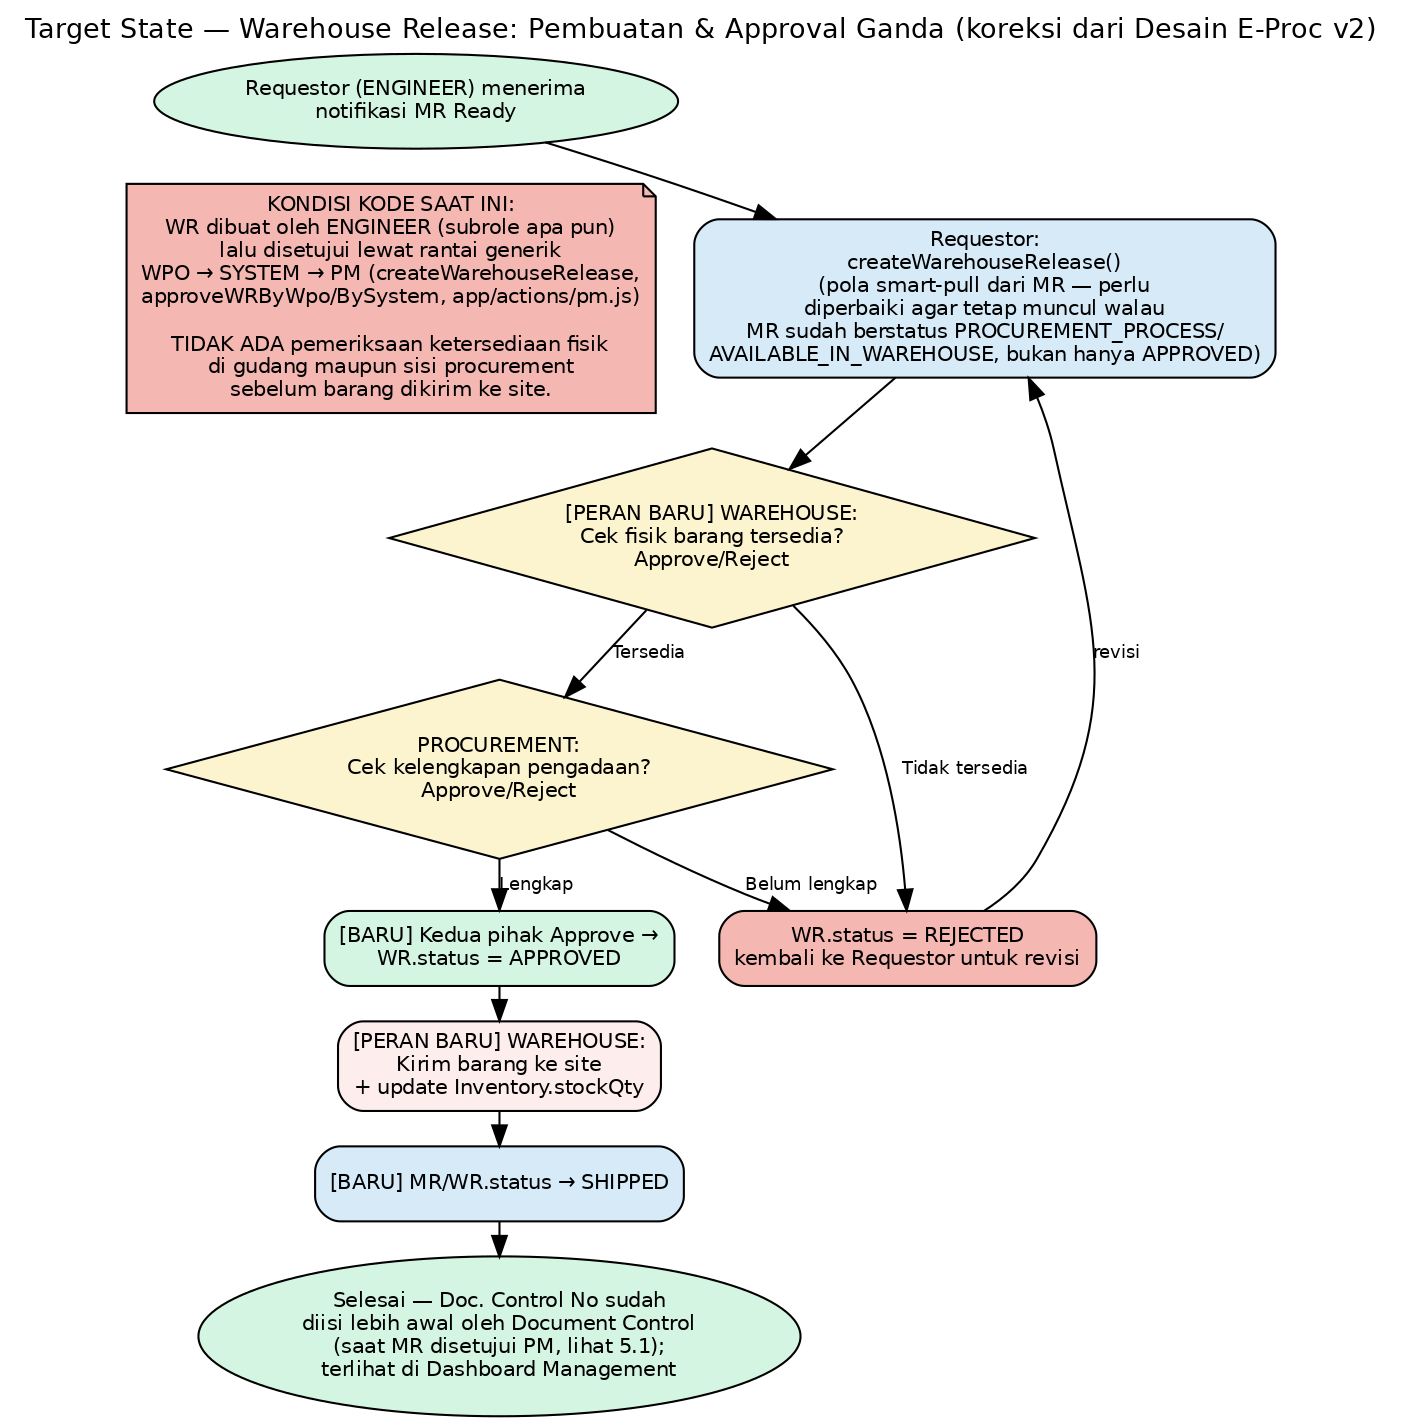 Target State — Warehouse Release: Pembuatan & Approval Ganda (koreksi dari Desain E-Proc v2)
Requestor (ENGINEER) menerima
notifikasi MR Ready
KONDISI KODE SAAT INI:
WR dibuat oleh ENGINEER (subrole apa pun)
lalu disetujui lewat rantai generik
WPO → SYSTEM → PM (createWarehouseRelease,
approveWRByWpo/BySystem, app/actions/pm.js)
TIDAK ADA pemeriksaan ketersediaan fisik
di gudang maupun sisi procurement
sebelum barang dikirim ke site.
Requestor:
createWarehouseRelease()
(pola smart-pull dari MR — perlu
diperbaiki agar tetap muncul walau
MR sudah berstatus PROCUREMENT_PROCESS/
AVAILABLE_IN_WAREHOUSE, bukan hanya APPROVED)
[PERAN BARU] WAREHOUSE:
Cek fisik barang tersedia?
Approve/Reject
Tersedia
revisi
PROCUREMENT:
Cek kelengkapan pengadaan?
Approve/Reject
Tidak tersedia
Lengkap
Belum lengkap
[BARU] Kedua pihak Approve →
WR.status = APPROVED
WR.status = REJECTED
kembali ke Requestor untuk revisi
[PERAN BARU] WAREHOUSE:
Kirim barang ke site
+ update Inventory.stockQty
[BARU] MR/WR.status → SHIPPED
Selesai — Doc. Control No sudah
diisi lebih awal oleh Document Control
(saat MR disetujui PM, lihat 5.1);
terlihat di Dashboard Management